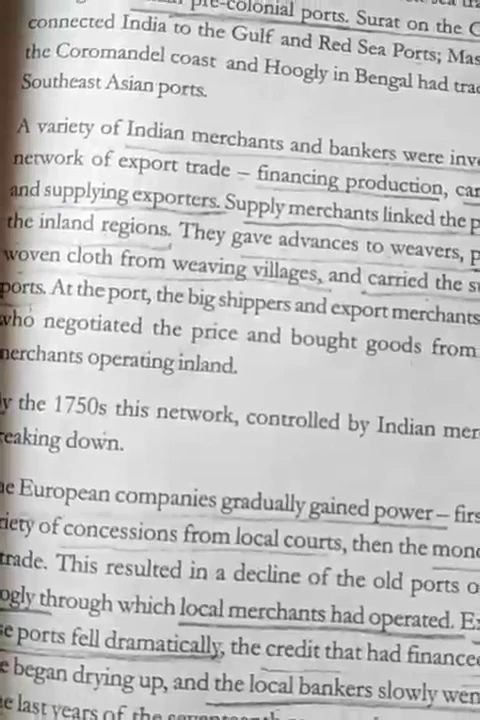 pre-colonial ports. Surat on the
connected India to the Gulf and Red Sea Ports; Mas
the Coromandel coast and Hoogly in Bengal had trad
Southeast Asian ports.
A variety of Indian merchants and bankers were inv
network of export trade – financing production, car
and supplying exporters. Supply merchants linked the p
the inland regions. They gave advances to weavers, p
woven cloth from weaving villages, and carried the s
ports. At the port, the big shippers and export merchants
who negotiated the price and bought goods from
merchants operating inland.
y the 1750s this network, controlled by Indian mer
reaking down.
he European companies gradually gained power – firs
riety of concessions from local courts, then the mono
trade. This resulted in a decline of the old ports o
ogly through which local merchants had operated. Ex
se ports fell dramatically, the credit that had finance
e began drying up, and the local bankers slowly wen
he last years of the seventeenth